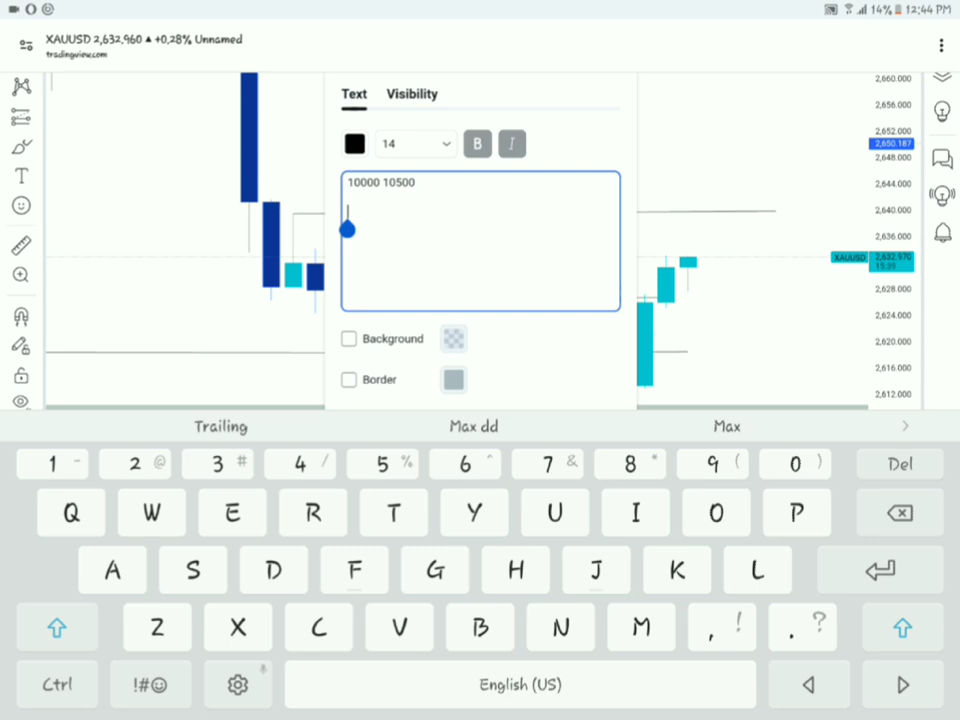 14% 12:44 PM
XAUUSD 2,632.960 ▲ +0.28% Unnamed
tradingview.com
Text Visibility
14 B I
10000 10500
Background
Border
2,660.000
2,656.000
2,652.000
2,650.187
2,648.000
2,644.000
2,640.000
2,636.000
XAUUSD 2,632.970
15:39
2,628.000
2,624.000
2,620.000
2,616.000
2,612.000
Trailing Max dd Max
1 - 2 @ 3 # 4 / 5 % 6 ^ 7 & 8 * 9 ( 0 ) Del
Q W E R T Y U I O P
A S D F G H J K L
Z X C V B N M , ! . ?
Ctrl !#☺ English (US)